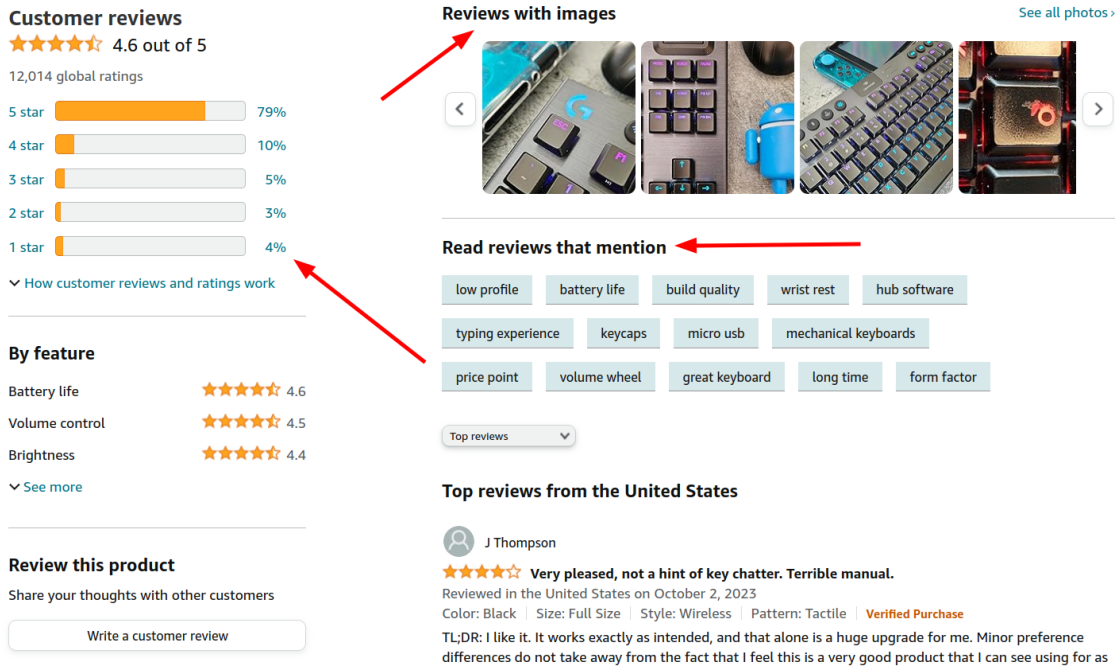 Customer reviews
4.6 out of 5
12,014 global ratings
5 star 79%
4 star 10%
3 star 5%
2 star 3%
1 star 4%
How customer reviews and ratings work
By feature
Battery life 4.6
Volume control 4.5
Brightness 4.4
See more
Review this product
Share your thoughts with other customers
Write a customer review
Reviews with images
See all photos ›
ESC
F1
1
Read reviews that mention
low profile battery life build quality wrist rest hub software
typing experience keycaps micro usb mechanical keyboards
price point volume wheel great keyboard long time form factor
Top reviews
Top reviews from the United States
J Thompson
Very pleased, not a hint of key chatter. Terrible manual.
Reviewed in the United States on October 2, 2023
Color: Black Size: Full Size Style: Wireless Pattern: Tactile Verified Purchase
TL;DR: I like it. It works exactly as intended, and that alone is a huge upgrade for me. Minor preference
differences do not take away from the fact that I feel this is a very good product that I can see using for as